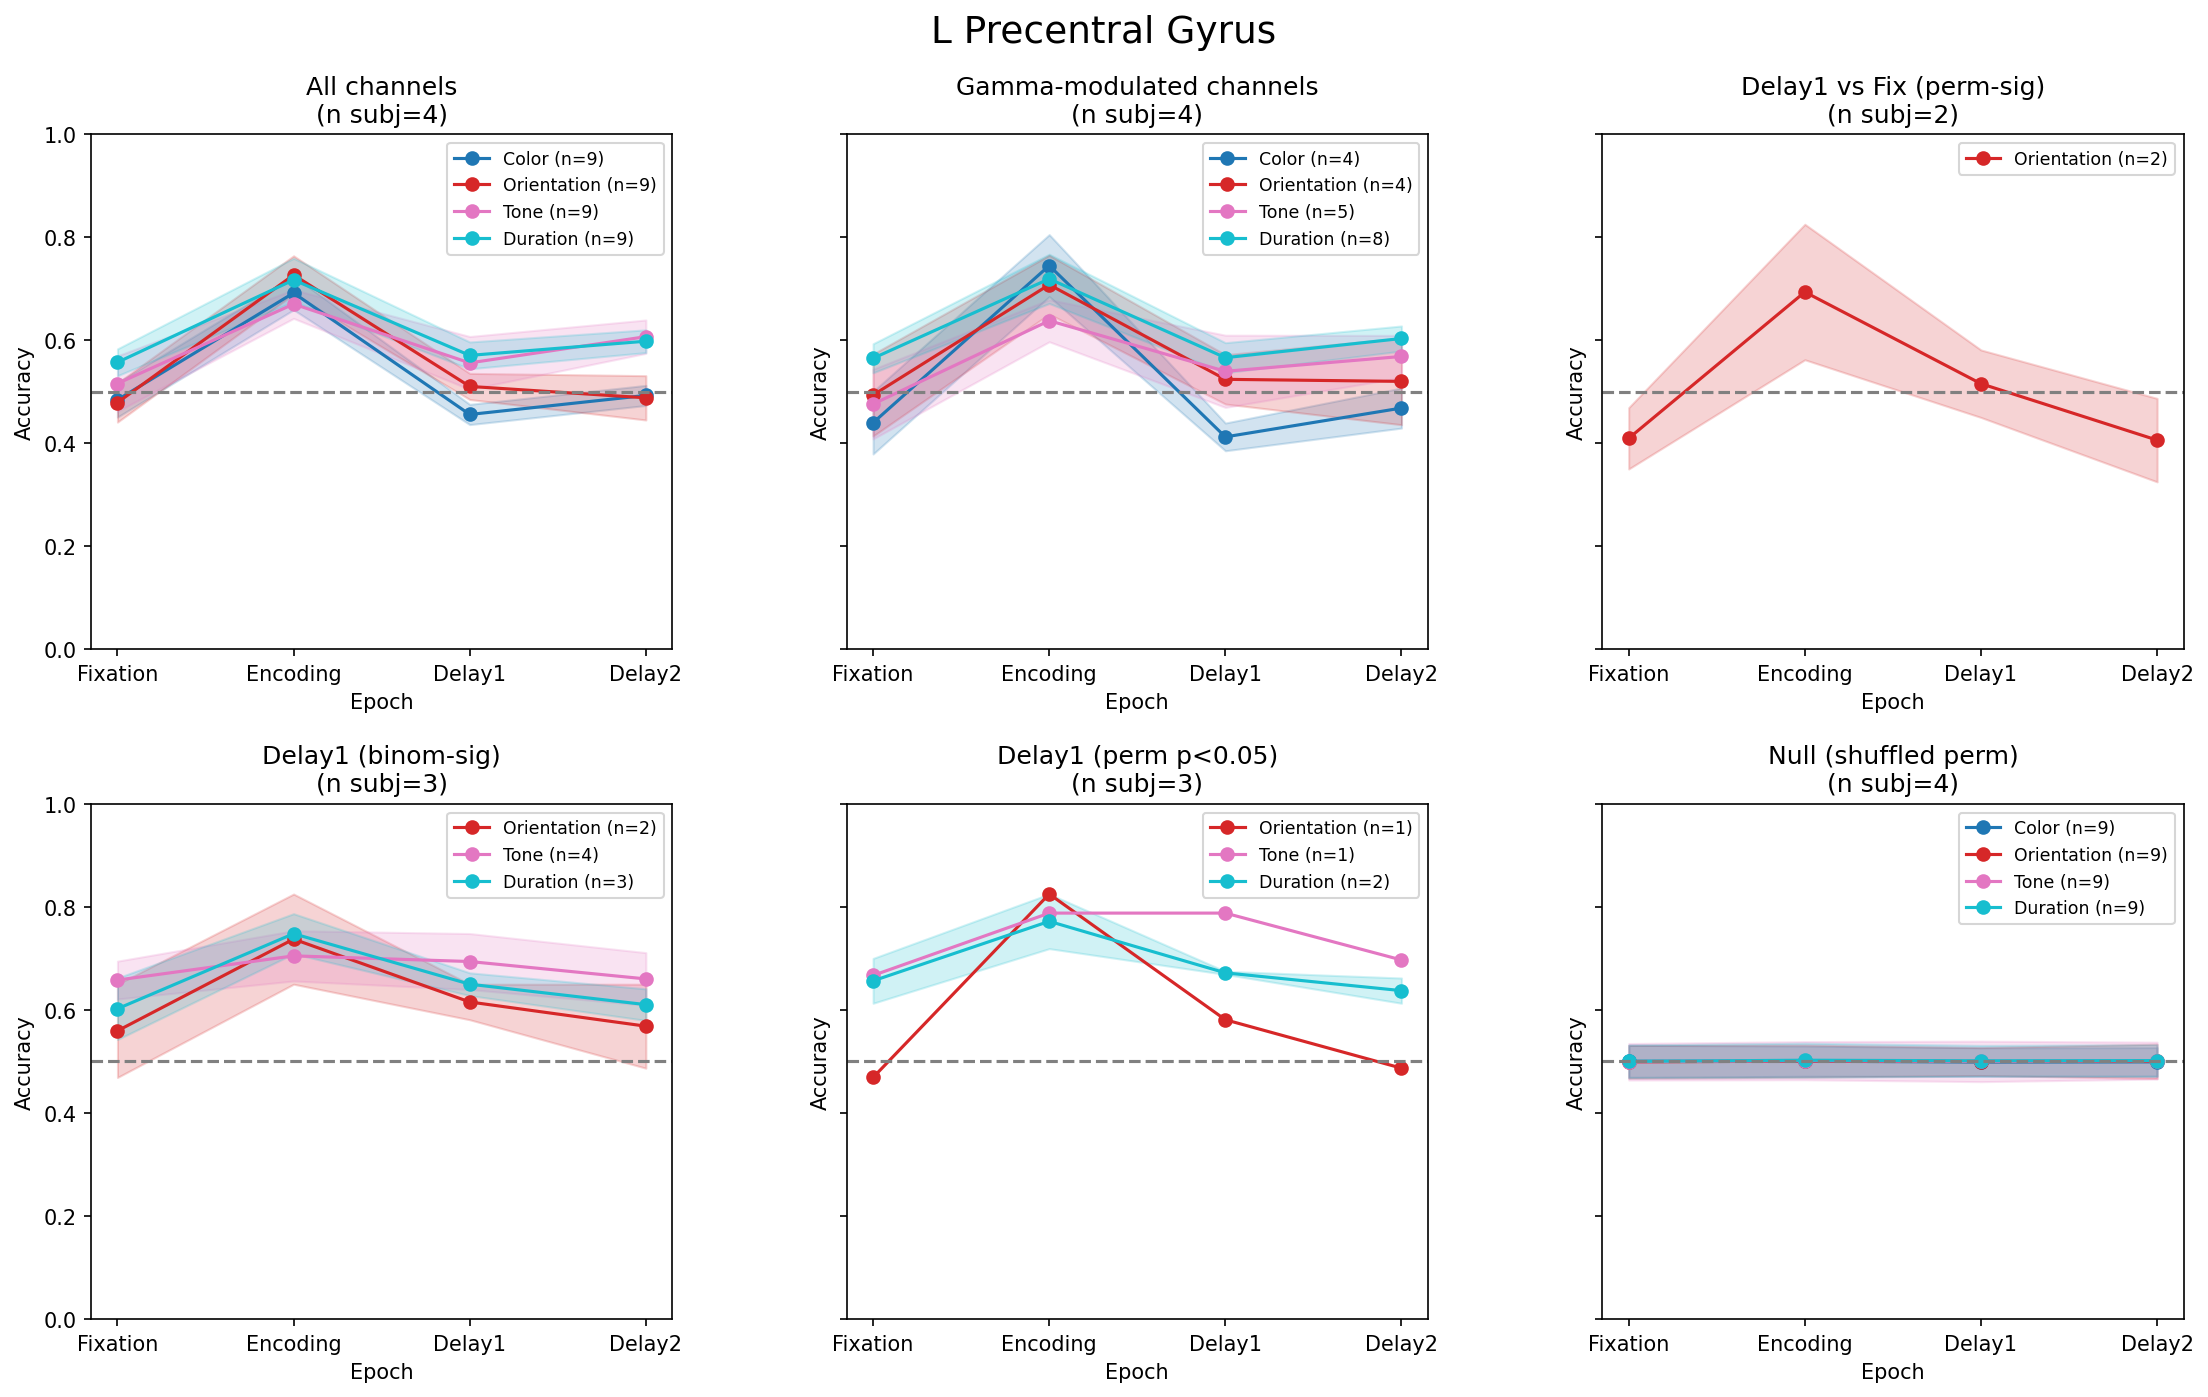 L Precentral Gyrus
All channels
(n subj=4)
1.0
0.8
0.6
0.4
0.2
0.0
Accuracy
Color (n=9)
Orientation (n=9)
Tone (n=9)
Duration (n=9)
Fixation Encoding Delay1 Delay2
Epoch
Gamma-modulated channels
(n subj=4)
Accuracy
Color (n=4)
Orientation (n=4)
Tone (n=5)
Duration (n=8)
Fixation Encoding Delay1 Delay2
Epoch
Delay1 vs Fix (perm-sig)
(n subj=2)
Accuracy
Orientation (n=2)
Fixation Encoding Delay1 Delay2
Epoch
Delay1 (binom-sig)
(n subj=3)
1.0
0.8
0.6
0.4
0.2
0.0
Accuracy
Orientation (n=2)
Tone (n=4)
Duration (n=3)
Fixation Encoding Delay1 Delay2
Epoch
Delay1 (perm p<0.05)
(n subj=3)
Accuracy
Orientation (n=1)
Tone (n=1)
Duration (n=2)
Fixation Encoding Delay1 Delay2
Epoch
Null (shuffled perm)
(n subj=4)
Accuracy
Color (n=9)
Orientation (n=9)
Tone (n=9)
Duration (n=9)
Fixation Encoding Delay1 Delay2
Epoch